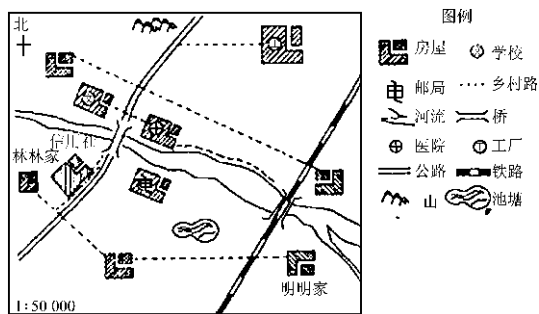 图例
北
房屋 学校
邮局 乡村路
河流 桥
医院 工厂
公路 铁路
山 池塘
林林家
明明家
1:50 000